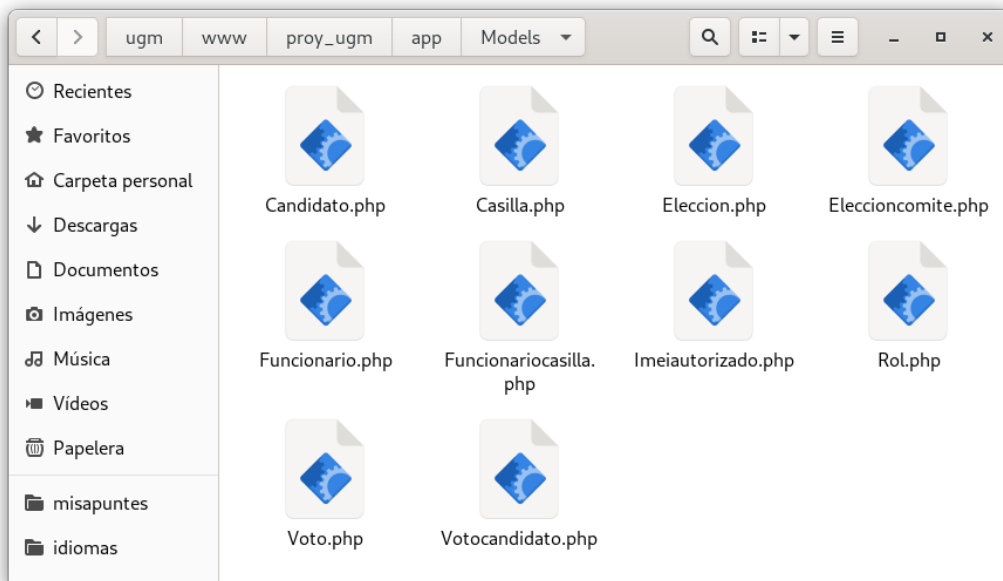 ugm www proy_ugm app Models
Recientes
Favoritos
Carpeta personal
Descargas
Documentos
Imágenes
Música
Vídeos
Papelera
misapuntes
idiomas
Candidato.php Casilla.php Eleccion.php Eleccioncomite.php
Funcionario.php Funcionariocasilla. Imeiautorizado.php Rol.php
php
Voto.php Votocandidato.php